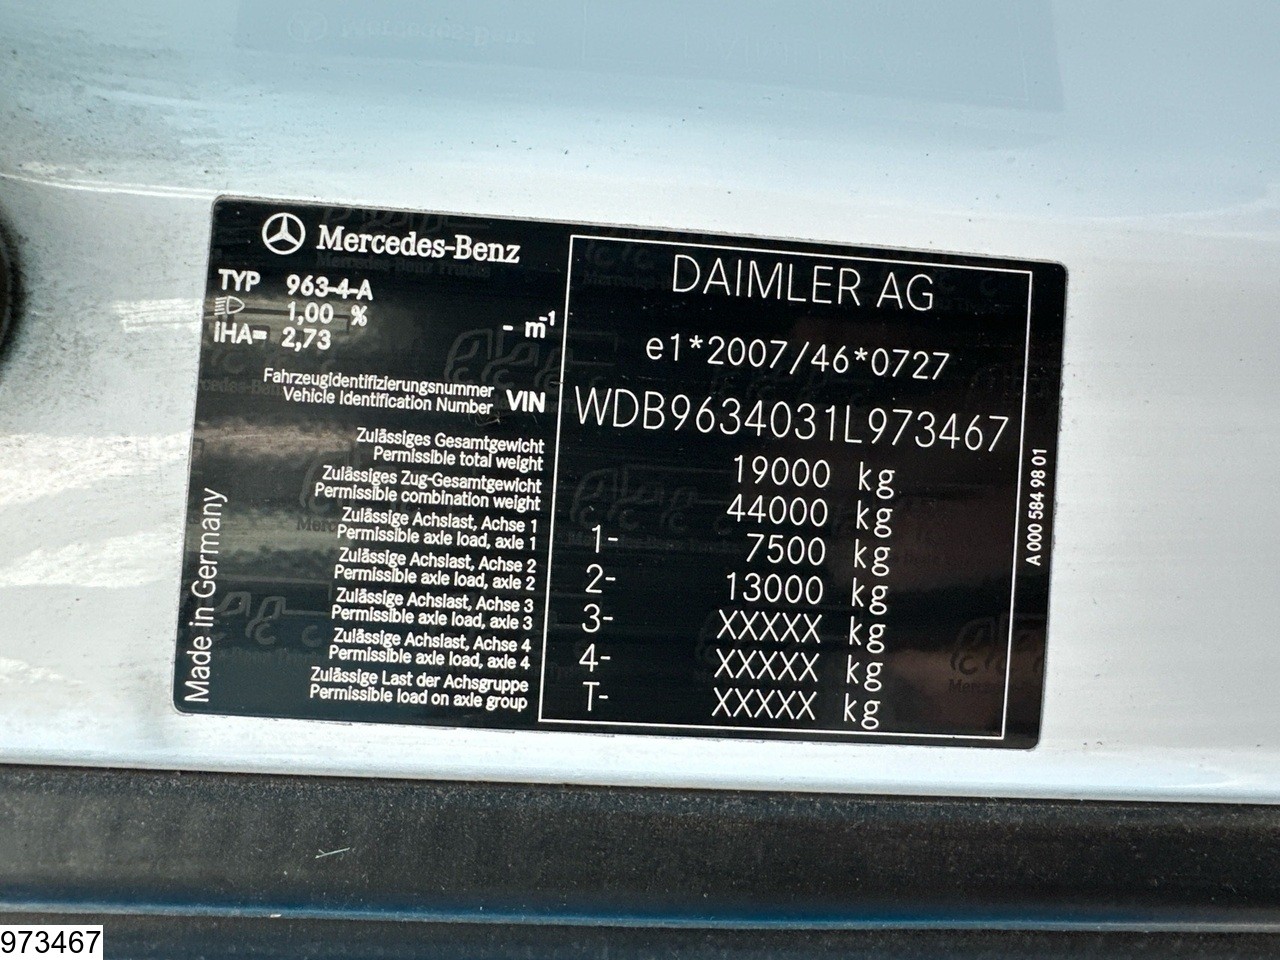 Mercedes-Benz
TYP 963-4-A
1,00 %
iHA= 2,73
- m-1
DAIMLER AG
e1*2007/46*0727
Fahrzeugidentifizierungsnummer
Vehicle Identification Number VIN
WDB9634031L973467
Zulässiges Gesamtgewicht
Permissible total weight
19000 kg
Zulässiges Zug-Gesamtgewicht
Permissible combination weight
44000 kg
Zulässige Achslast, Achse 1
Permissible axle load, axle 1
1- 7500 kg
Zulässige Achslast, Achse 2
Permissible axle load, axle 2
2- 13000 kg
Zulässige Achslast, Achse 3
Permissible axle load, axle 3
3- XXXXX kg
Zulässige Achslast, Achse 4
Permissible axle load, axle 4
4- XXXXX kg
Zulässige Last der Achsgruppe
Permissible load on axle group
T- XXXXX kg
Made in Germany
A 000 584 98 01
973467